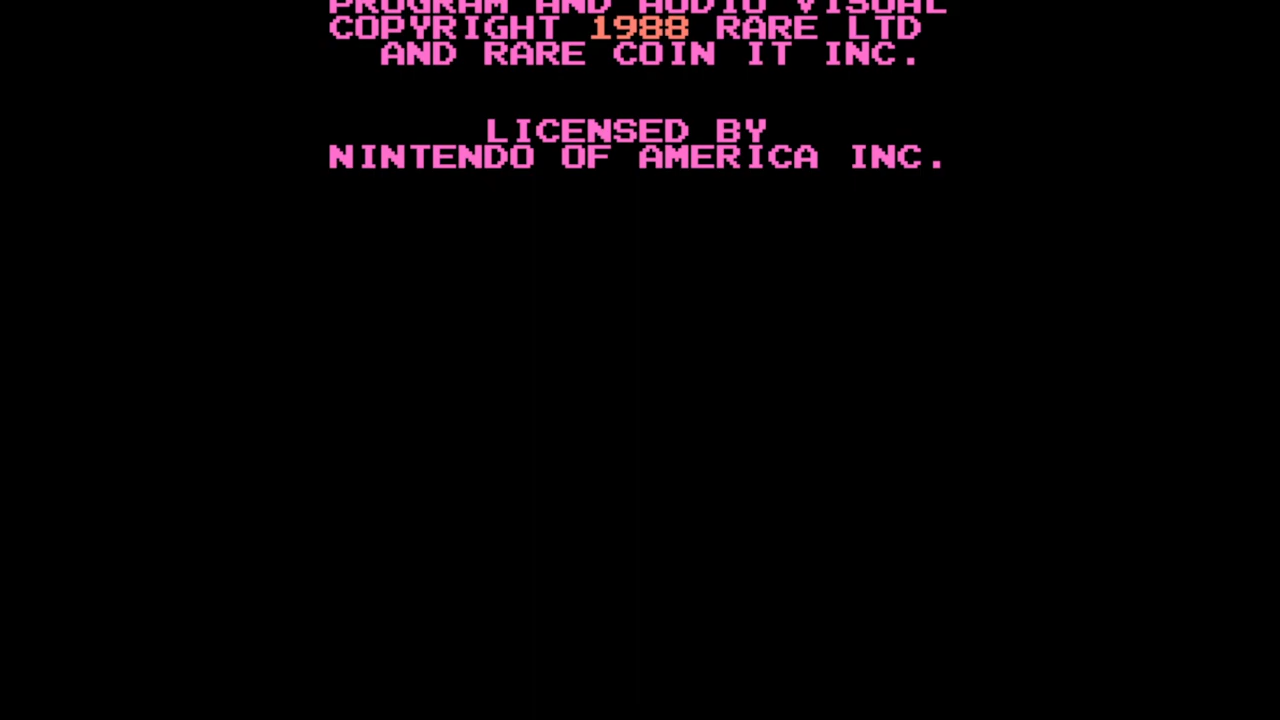 PROGRAM AND AUDIO VISUAL
COPYRIGHT 1988 RARE LTD
AND RARE COIN IT INC.
LICENSED BY
NINTENDO OF AMERICA INC.